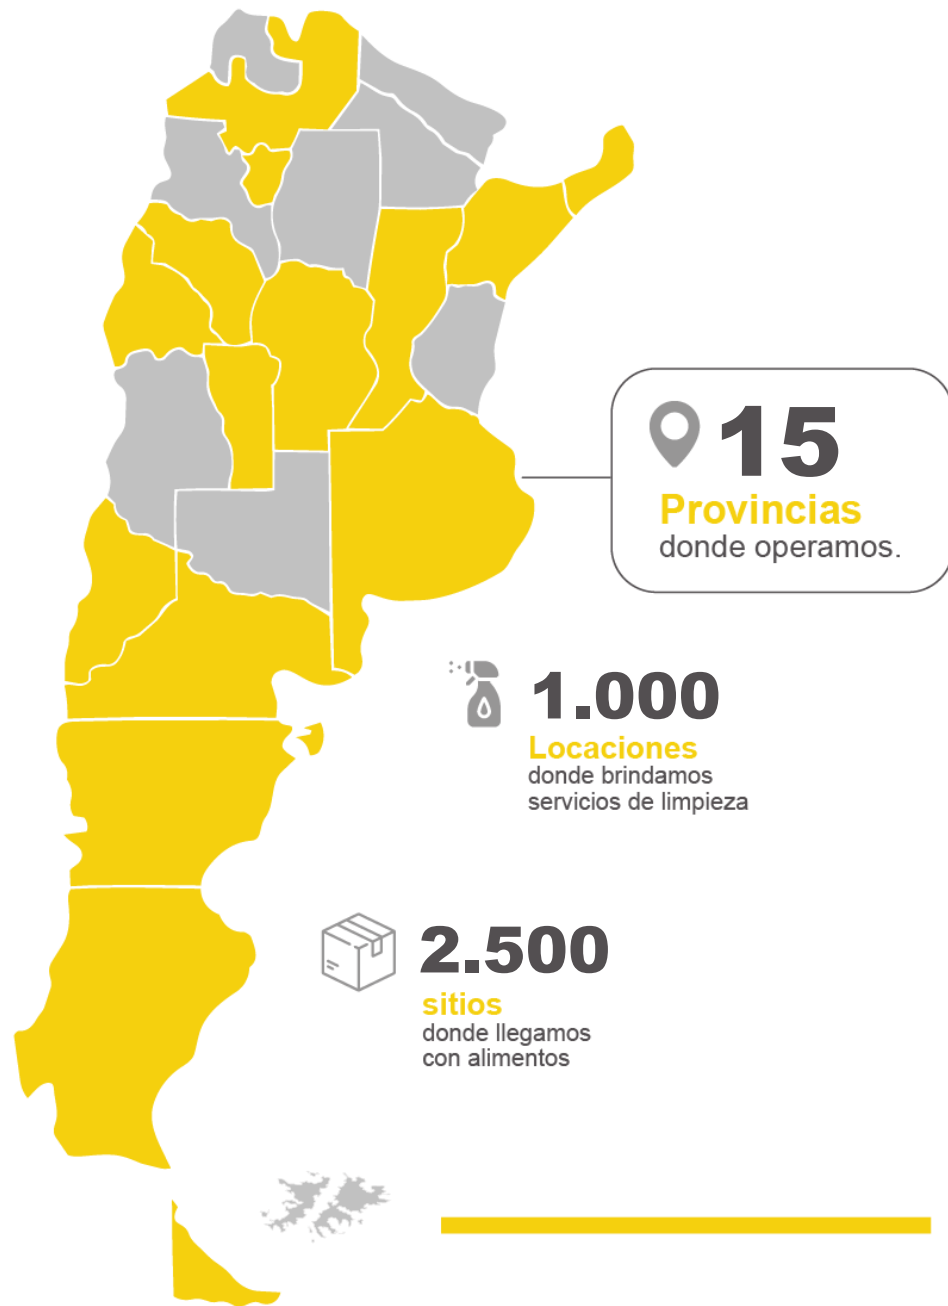 15
Provincias
donde operamos.
1.000
Locaciones
donde brindamos
servicios de limpieza
2.500
sitios
donde llegamos
con alimentos